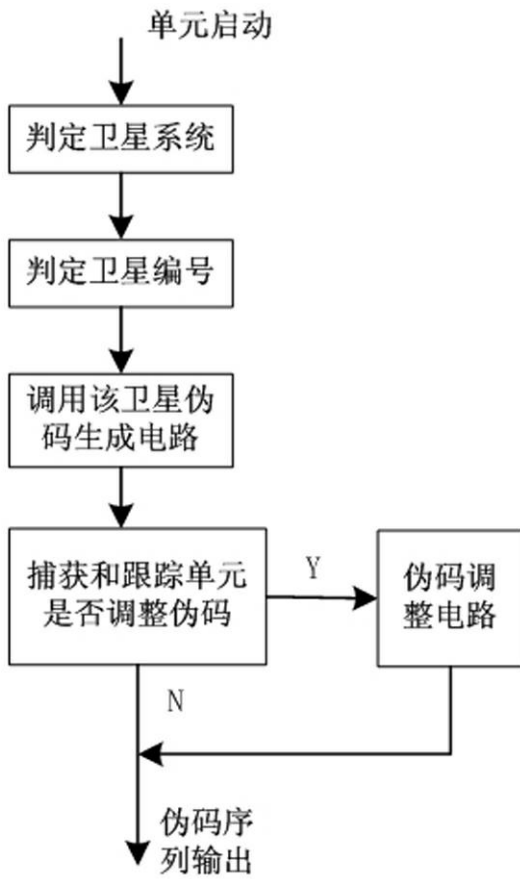 单元启动
判定卫星系统
判定卫星编号
调用该卫星伪
码生成电路
捕获和跟踪单元
是否调整伪码
Y
伪码调
整电路
N
伪码序
列输出